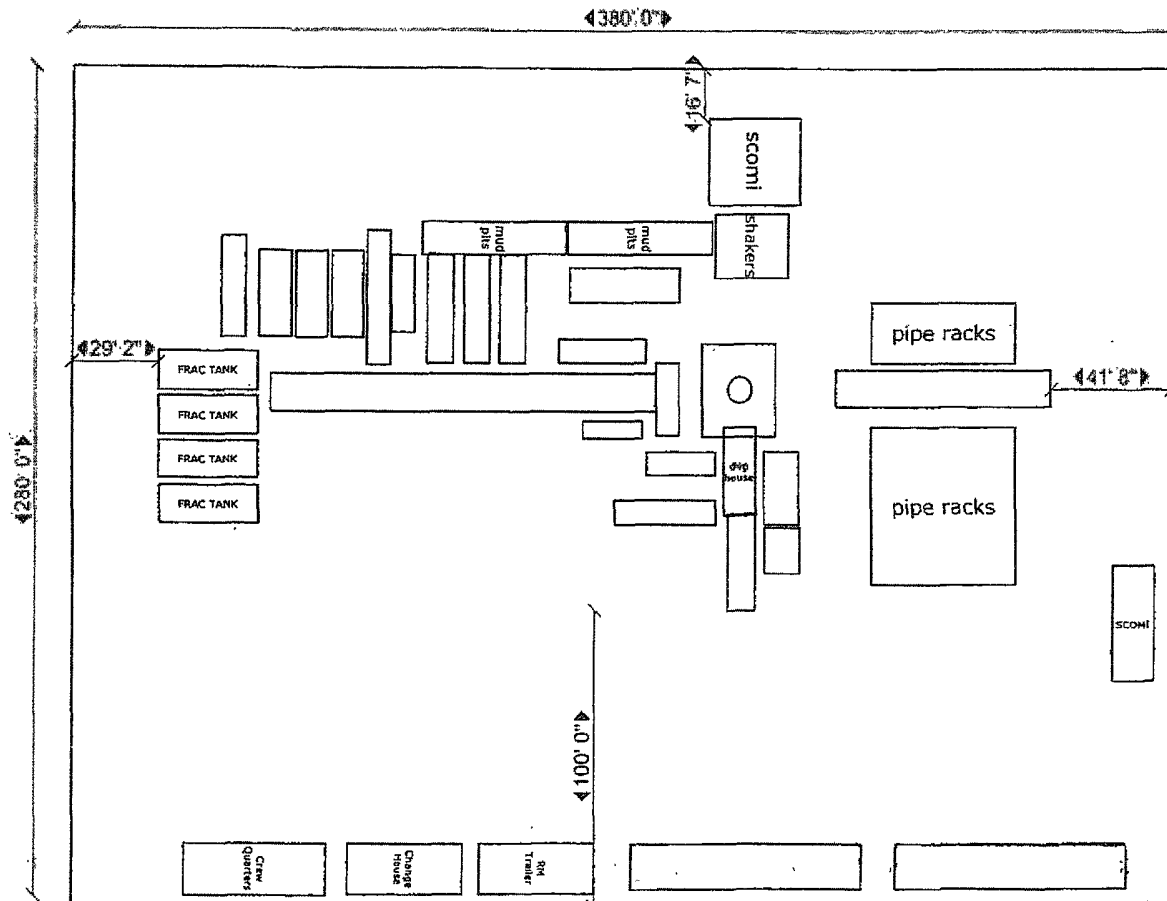 380' 0"
16' 7"
scomi
shakers
mud
pits
mud
pits
pipe racks
29' 2"
FRAC TANK
41' 8"
FRAC TANK
FRAC TANK
FRAC TANK
280' 0"
dog
house
pipe racks
SCOMI
100' 0"
Crew
Quarters
Change
House
RM
Trailer